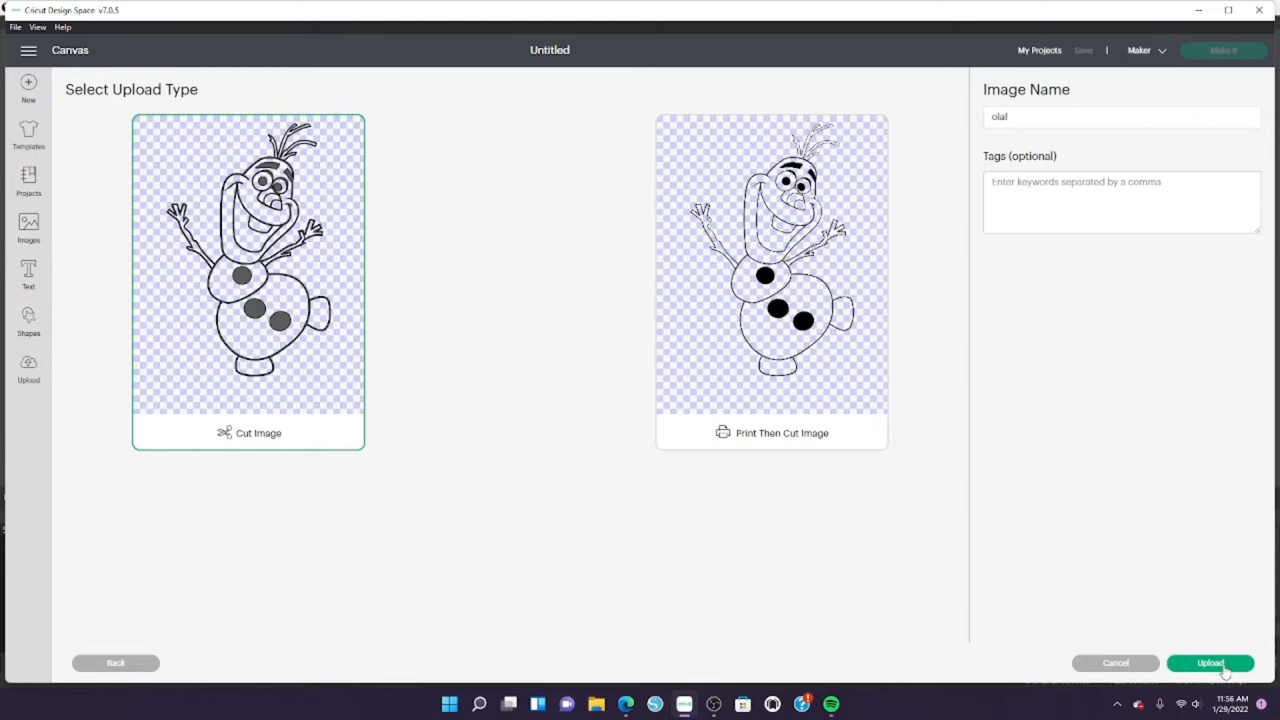 Cricut Design Space v7.0.5
File View Help
Canvas
Untitled
My Projects Save | Maker Make It
New
Templates
Projects
Images
Text
Shapes
Upload
Select Upload Type
Cut Image
Print Then Cut Image
Image Name
olaf
Tags (optional)
Enter keywords separated by a comma
Back
Cancel
Upload
11:56 AM
1/29/2022